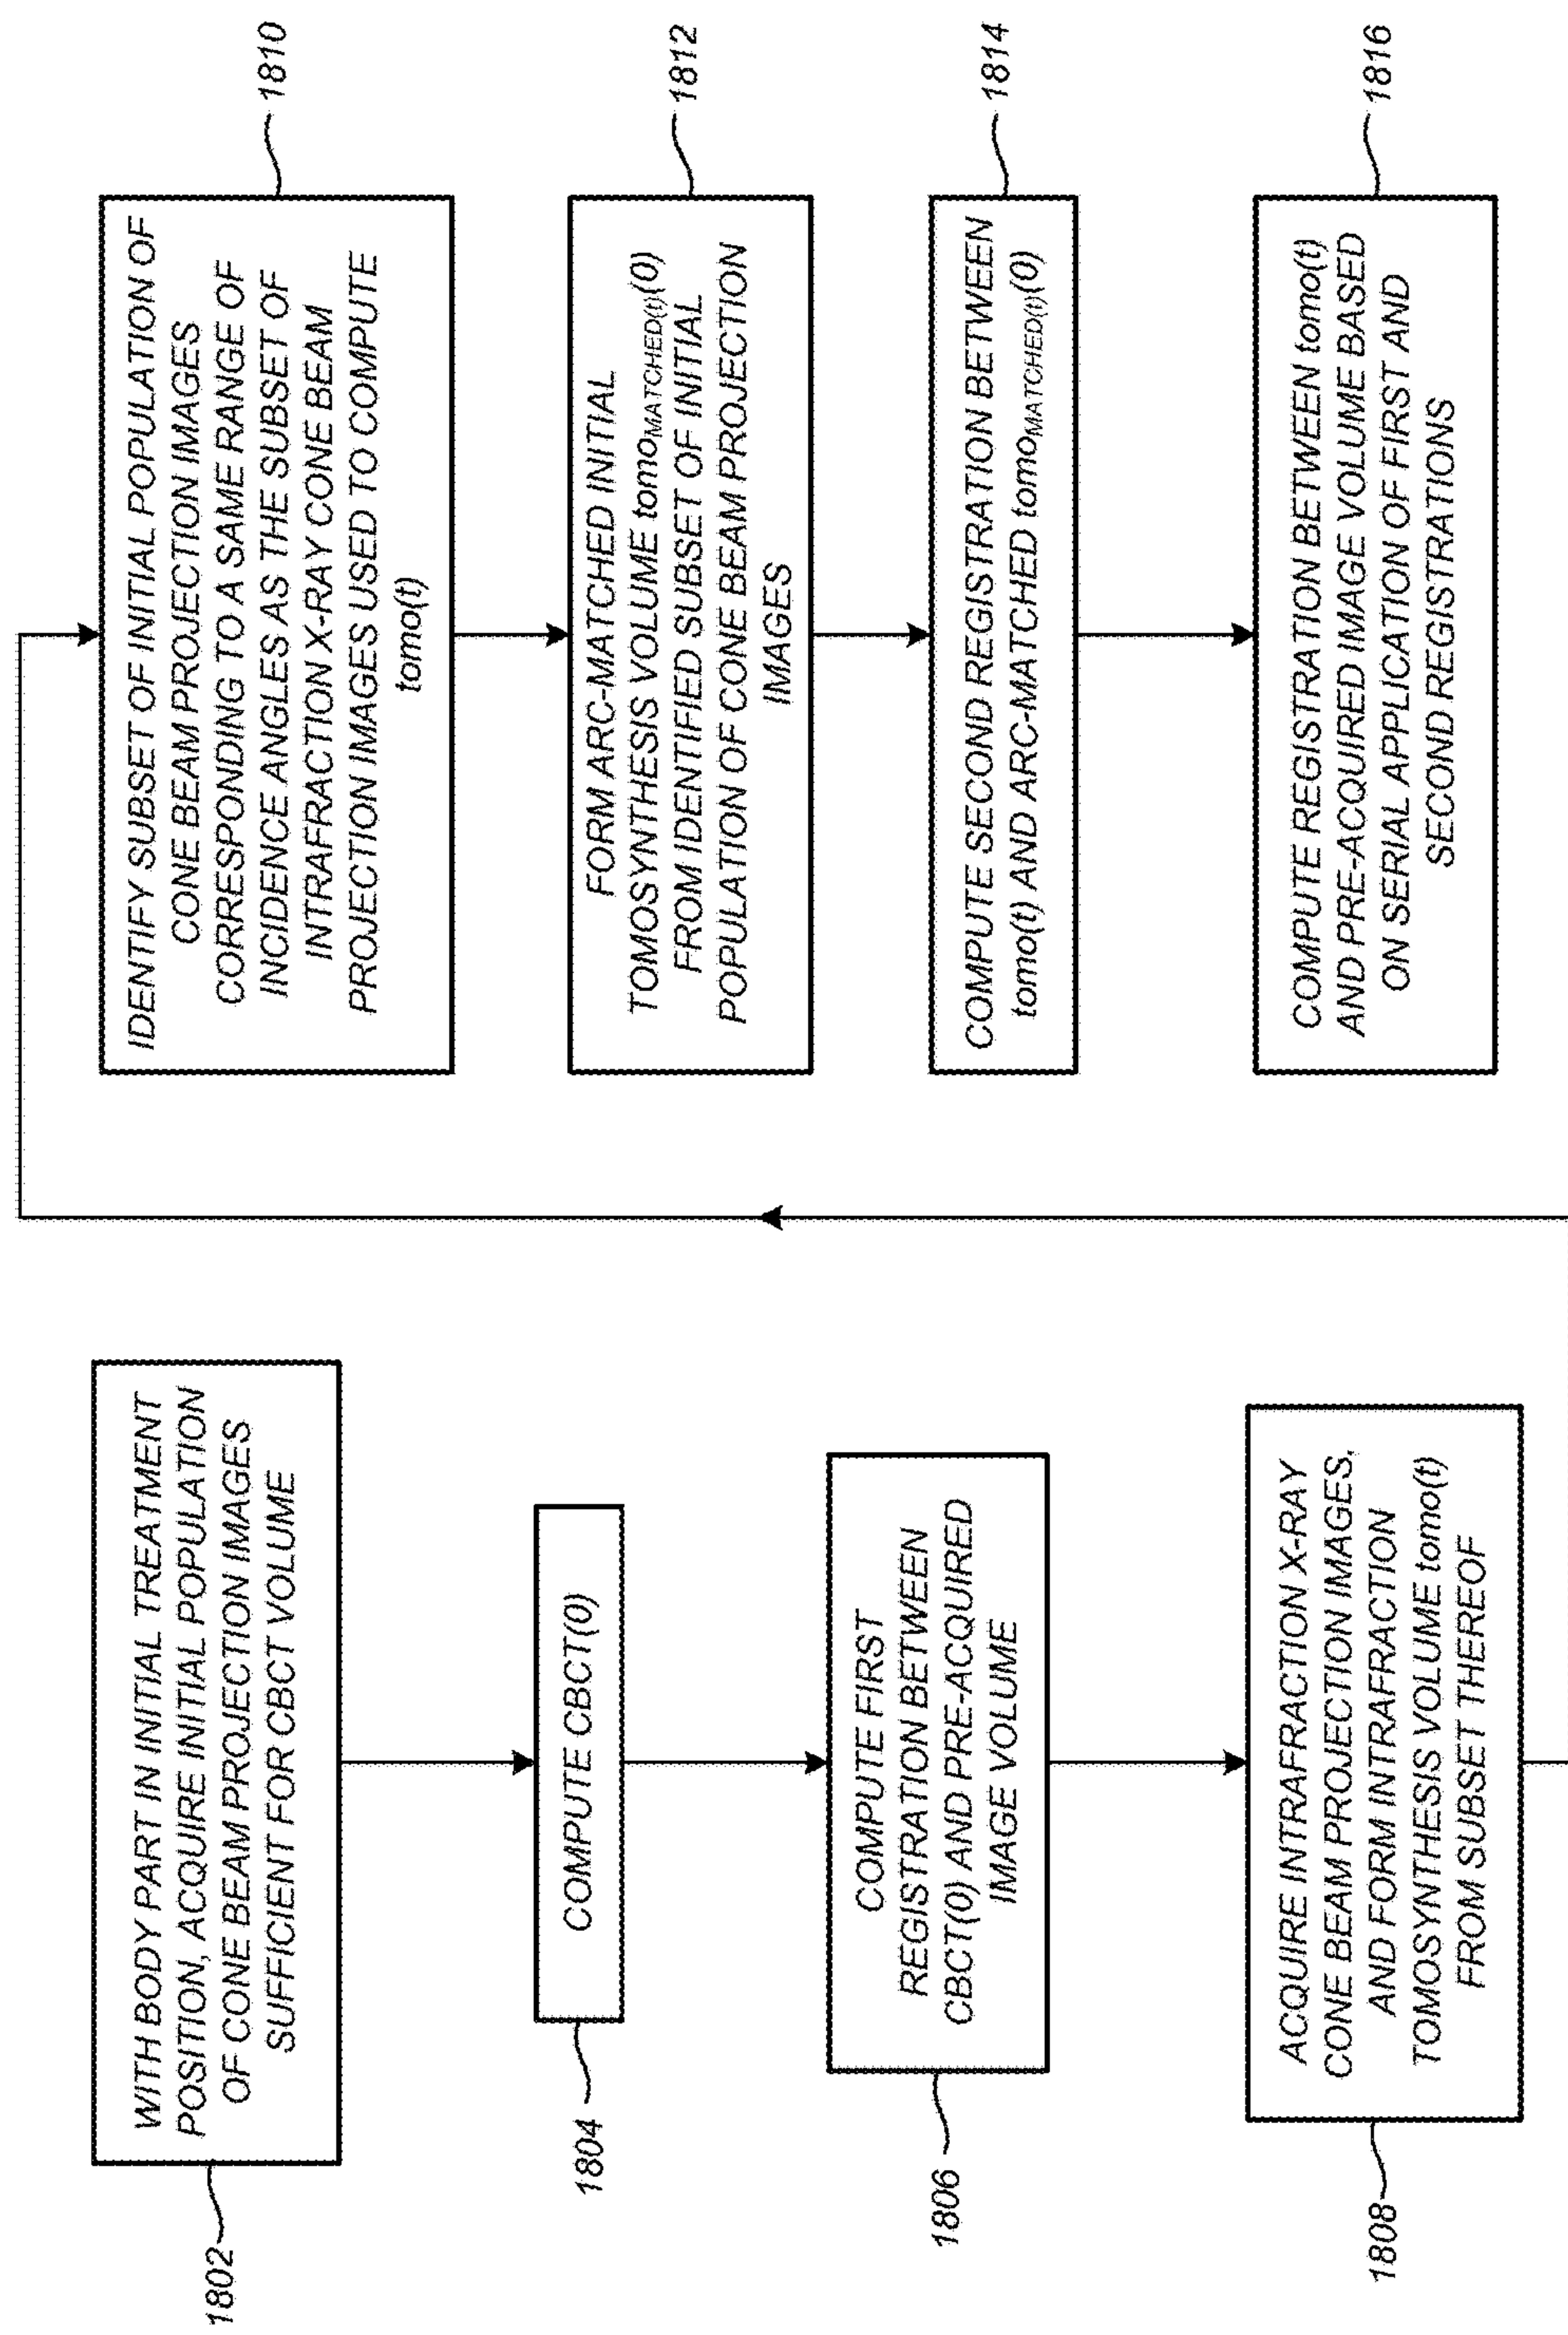 WITH BODY PART IN INITIAL TREATMENT
POSITION, ACQUIRE INITIAL POPULATION
OF CONE BEAM PROJECTION IMAGES
SUFFICIENT FOR CBCT VOLUME
1802
COMPUTE CBCT(0)
1804
COMPUTE FIRST
REGISTRATION BETWEEN
CBCT(0) AND PRE-ACQUIRED
IMAGE VOLUME
1806
ACQUIRE INTRAFRACTION X-RAY
CONE BEAM PROJECTION IMAGES,
AND FORM INTRAFRACTION
TOMOSYNTHESIS VOLUME tomo(t)
FROM SUBSET THEREOF
1808
IDENTIFY SUBSET OF INITIAL POPULATION OF
CONE BEAM PROJECTION IMAGES
CORRESPONDING TO A SAME RANGE OF
INCIDENCE ANGLES AS THE SUBSET OF
INTRAFRACTION X-RAY CONE BEAM
PROJECTION IMAGES USED TO COMPUTE
tomo(t)
1810
FORM ARC-MATCHED INITIAL
TOMOSYNTHESIS VOLUME tomoMATCHED(t)(0)
FROM IDENTIFIED SUBSET OF INITIAL
POPULATION OF CONE BEAM PROJECTION
IMAGES
1812
COMPUTE SECOND REGISTRATION BETWEEN
tomo(t) AND ARC-MATCHED tomoMATCHED(t)(0)
1814
COMPUTE REGISTRATION BETWEEN tomo(t)
AND PRE-ACQUIRED IMAGE VOLUME BASED
ON SERIAL APPLICATION OF FIRST AND
SECOND REGISTRATIONS
1816